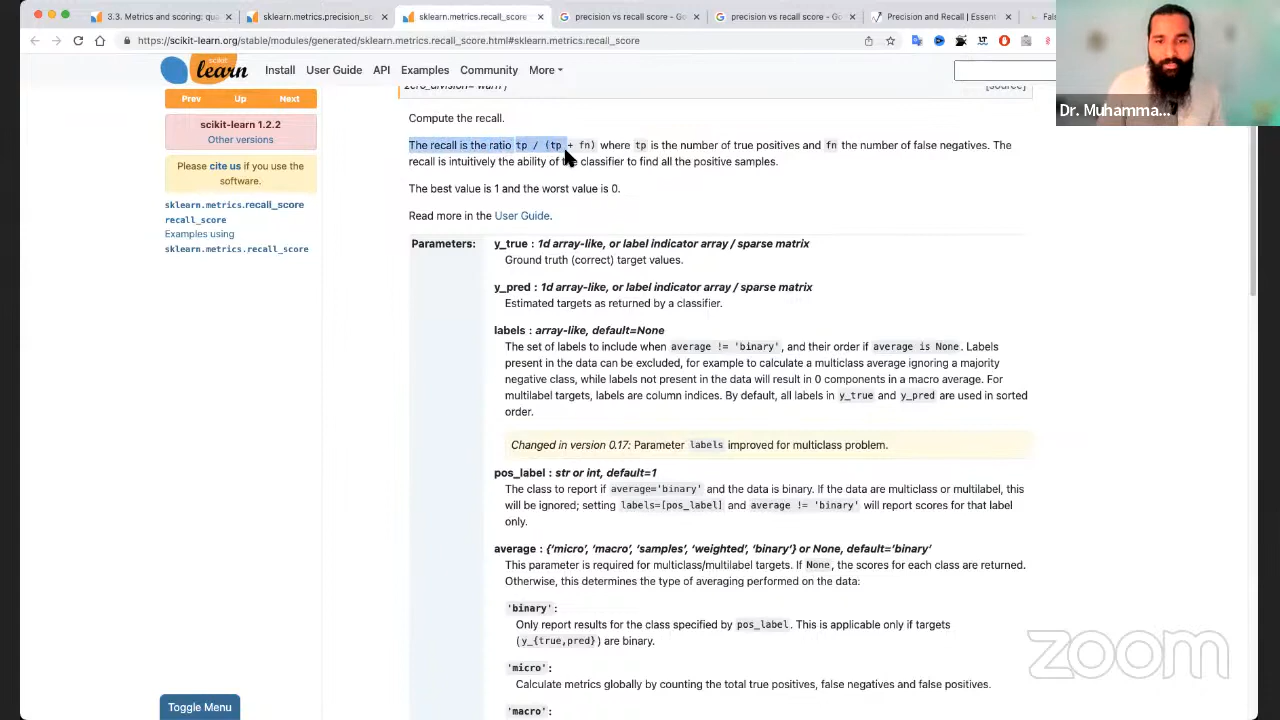 3.3. Metrics and scoring: qua
sklearn.metrics.precision_sc
sklearn.metrics.recall_score
precision vs recall score - Go
precision vs recall score - Go
Precision and Recall | Essent
Fals
https://scikit-learn.org/stable/modules/generated/sklearn.metrics.recall_score.html#sklearn.metrics.recall_score
scikit
learn
Install
User Guide
API
Examples
Community
More
Dr. Muhamma...
Prev
Up
Next
scikit-learn 1.2.2
Other versions
Please cite us if you use the
software.
sklearn.metrics.recall_score
recall_score
Examples using
sklearn.metrics.recall_score
zero_division='warn')
[source]
Compute the recall.
The recall is the ratio tp / (tp + fn) where tp is the number of true positives and fn the number of false negatives. The
recall is intuitively the ability of the classifier to find all the positive samples.
The best value is 1 and the worst value is 0.
Read more in the User Guide.
Parameters:
y_true : 1d array-like, or label indicator array / sparse matrix
Ground truth (correct) target values.
y_pred : 1d array-like, or label indicator array / sparse matrix
Estimated targets as returned by a classifier.
labels : array-like, default=None
The set of labels to include when average != 'binary', and their order if average is None. Labels
present in the data can be excluded, for example to calculate a multiclass average ignoring a majority
negative class, while labels not present in the data will result in 0 components in a macro average. For
multilabel targets, labels are column indices. By default, all labels in y_true and y_pred are used in sorted
order.
Changed in version 0.17: Parameter labels improved for multiclass problem.
pos_label : str or int, default=1
The class to report if average='binary' and the data is binary. If the data are multiclass or multilabel, this
will be ignored; setting labels=[pos_label] and average != 'binary' will report scores for that label
only.
average : {'micro', 'macro', 'samples', 'weighted', 'binary'} or None, default='binary'
This parameter is required for multiclass/multilabel targets. If None, the scores for each class are returned.
Otherwise, this determines the type of averaging performed on the data:
'binary':
Only report results for the class specified by pos_label. This is applicable only if targets
(y_{true,pred}) are binary.
'micro':
Calculate metrics globally by counting the total true positives, false negatives and false positives.
'macro':
Toggle Menu
zoom